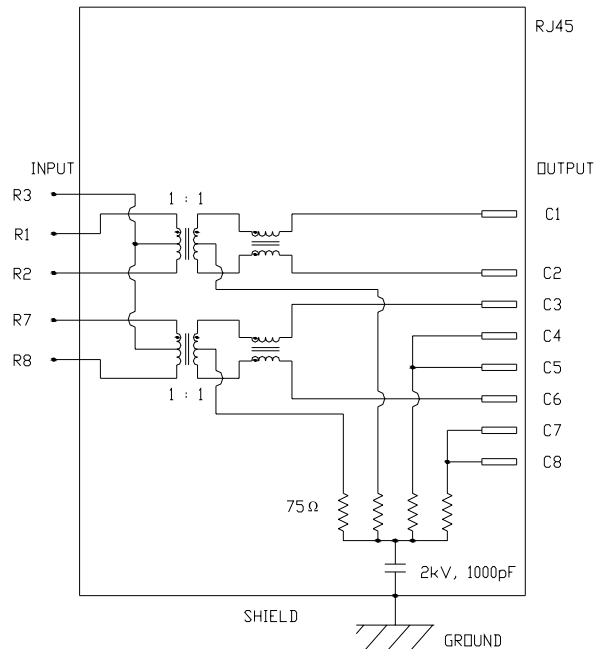 RJ45
INPUT
OUTPUT
R3
1 : 1
C1
R1
R2
C2
C3
R7
C4
R8
C5
1 : 1
C6
C7
C8
75Ω
2kV, 1000pF
SHIELD
GROUND